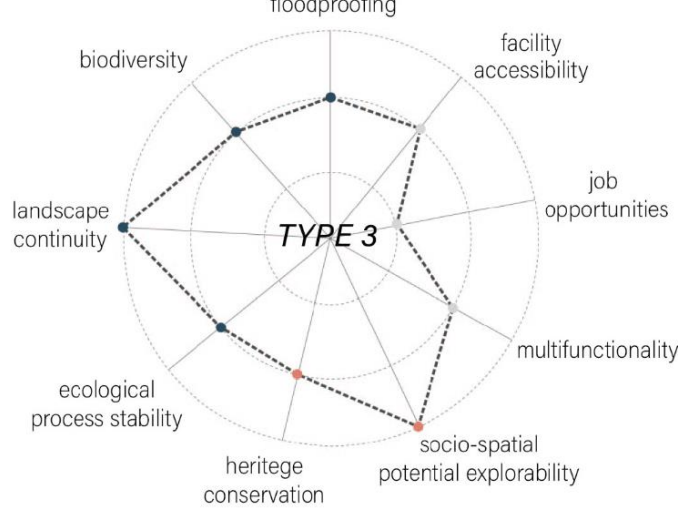 floodproofing
facility
accessibility
biodiversity
job
opportunities
landscape
continuity
TYPE 3
multifunctionality
ecological
process stability
socio-spatial
potential explorability
heritege
conservation